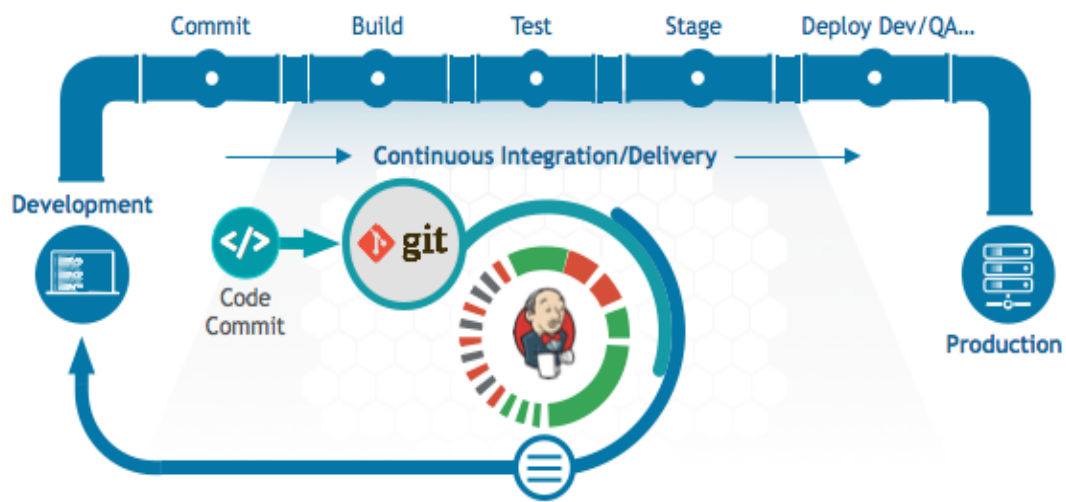 Commit
Build
Test
Stage
Deploy Dev/QA...
Continuous Integration/Delivery
Development
</>
git
Code
Commit
Production